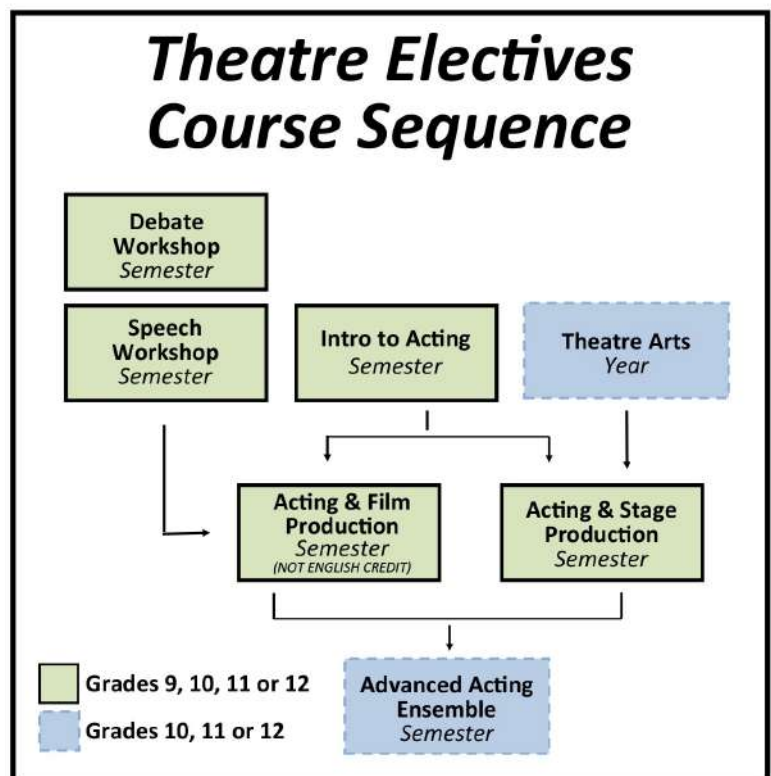 Theatre Electives
Course Sequence
Debate
Workshop
Semester
Speech
Workshop
Semester
Intro to Acting
Semester
Theatre Arts
Year
Acting & Film
Production
Semester
(NOT ENGLISH CREDIT)
Acting & Stage
Production
Semester
Grades 9, 10, 11 or 12
Grades 10, 11 or 12
Advanced Acting
Ensemble
Semester